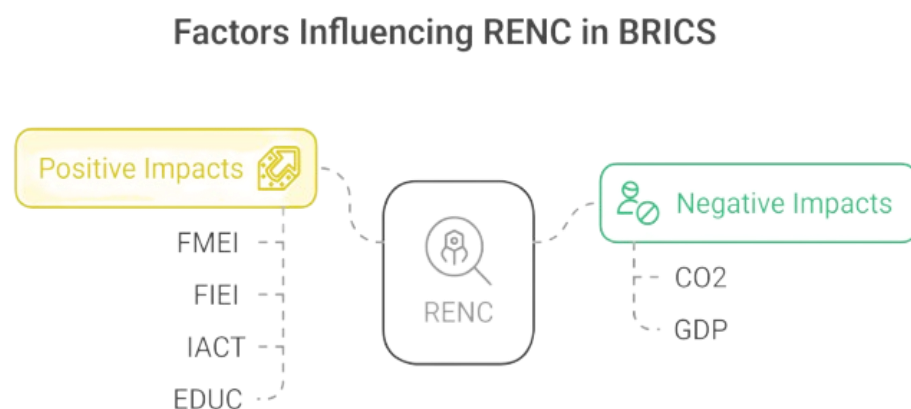 Factors Influencing RENC in BRICS
Positive Impacts
FMEI
FIEI
IACT
EDUC
RENC
Negative Impacts
CO2
GDP